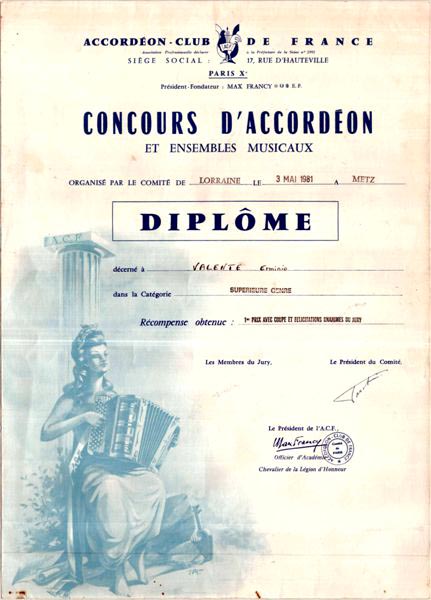 ACCORDÉON-CLUB DE FRANCE
Association Professionnelle déclarée à la Préfecture de la Seine n° 2991
SIÈGE SOCIAL : 17, RUE D'HAUTEVILLE
PARIS Xe
Président-Fondateur : MAX FRANCY
CONCOURS D'ACCORDÉON
ET ENSEMBLES MUSICAUX
ORGANISÉ PAR LE COMITÉ DE LORRAINE LE 3 MAI 1981 A METZ
A.C.F
DIPLÔME
décerné à VALENTÉ Erminio
dans la Catégorie SUPERIEURE GENRE
Récompense obtenue : 1er PRIX AVEC COUPE ET FELICITATIONS UNANIMES DU JURY
Les Membres du Jury, Le Président du Comité,
Le Président de l'A.C.F.,
Max Francy
Officier d'Académie
Chevalier de la Légion d'Honneur